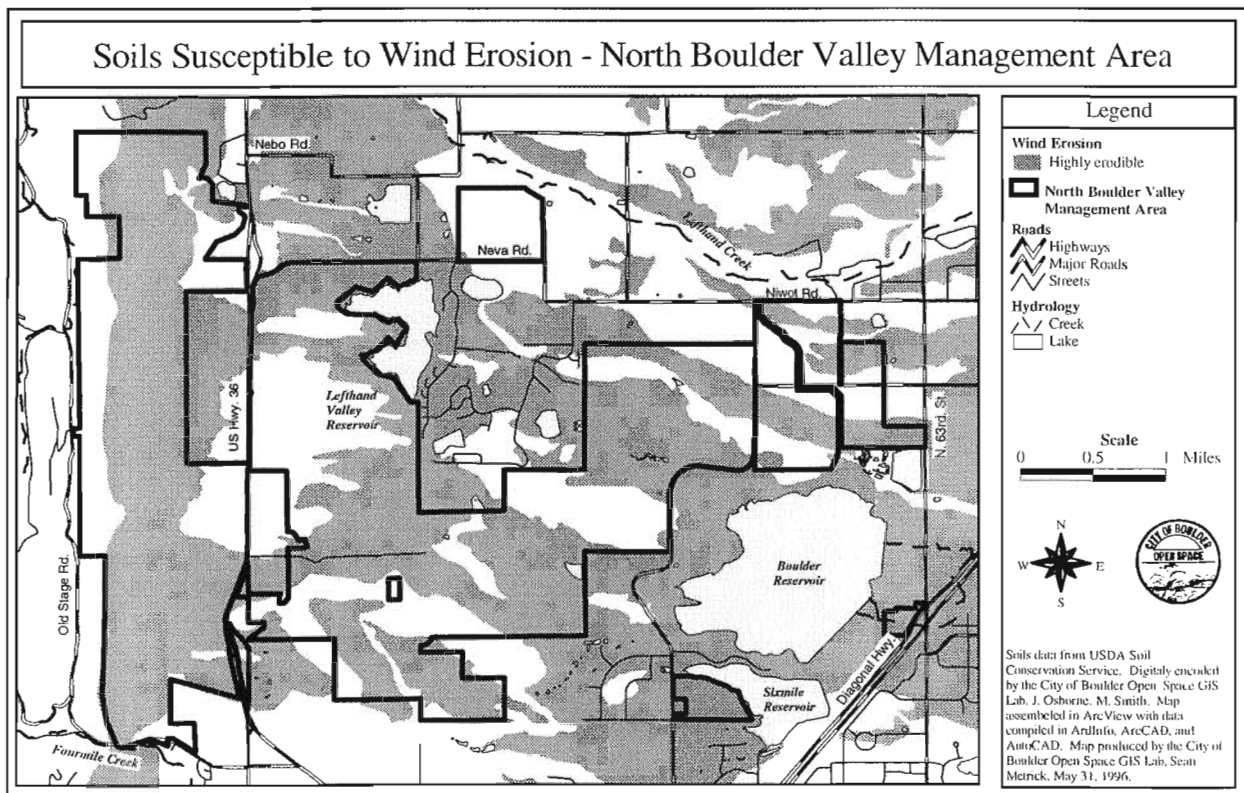 Soils Susceptible to Wind Erosion - North Boulder Valley Management Area
Nebo Rd.
Neva Rd.
Lefthand Creek
Niwot Rd.
US Hwy. 36
Lefthand
Valley
Reservoir
N. 63rd. St.
Old Stage Rd.
Boulder
Reservoir
Diagonal Hwy.
Sixmile
Reservoir
Fourmile Creek
Legend
Wind Erosion
Highly erodible
North Boulder Valley
Management Area
Roads
Highways
Major Roads
Streets
Hydrology
Creek
Lake
Scale
0 0.5 1 Miles
N
W E
S
CITY OF BOULDER
OPEN SPACE
Soils data from USDA Soil
Conservation Service. Digitaly encoded
by the City of Boulder Open Space GIS
Lab, J. Osborne, M. Smith. Map
assembeled in ArcView with data
compiled in ArdInfo, ArcCAD, and
AutoCAD. Map produced by the City of
Boulder Open Space GIS Lab, Sean
Metrick, May 31, 1996.